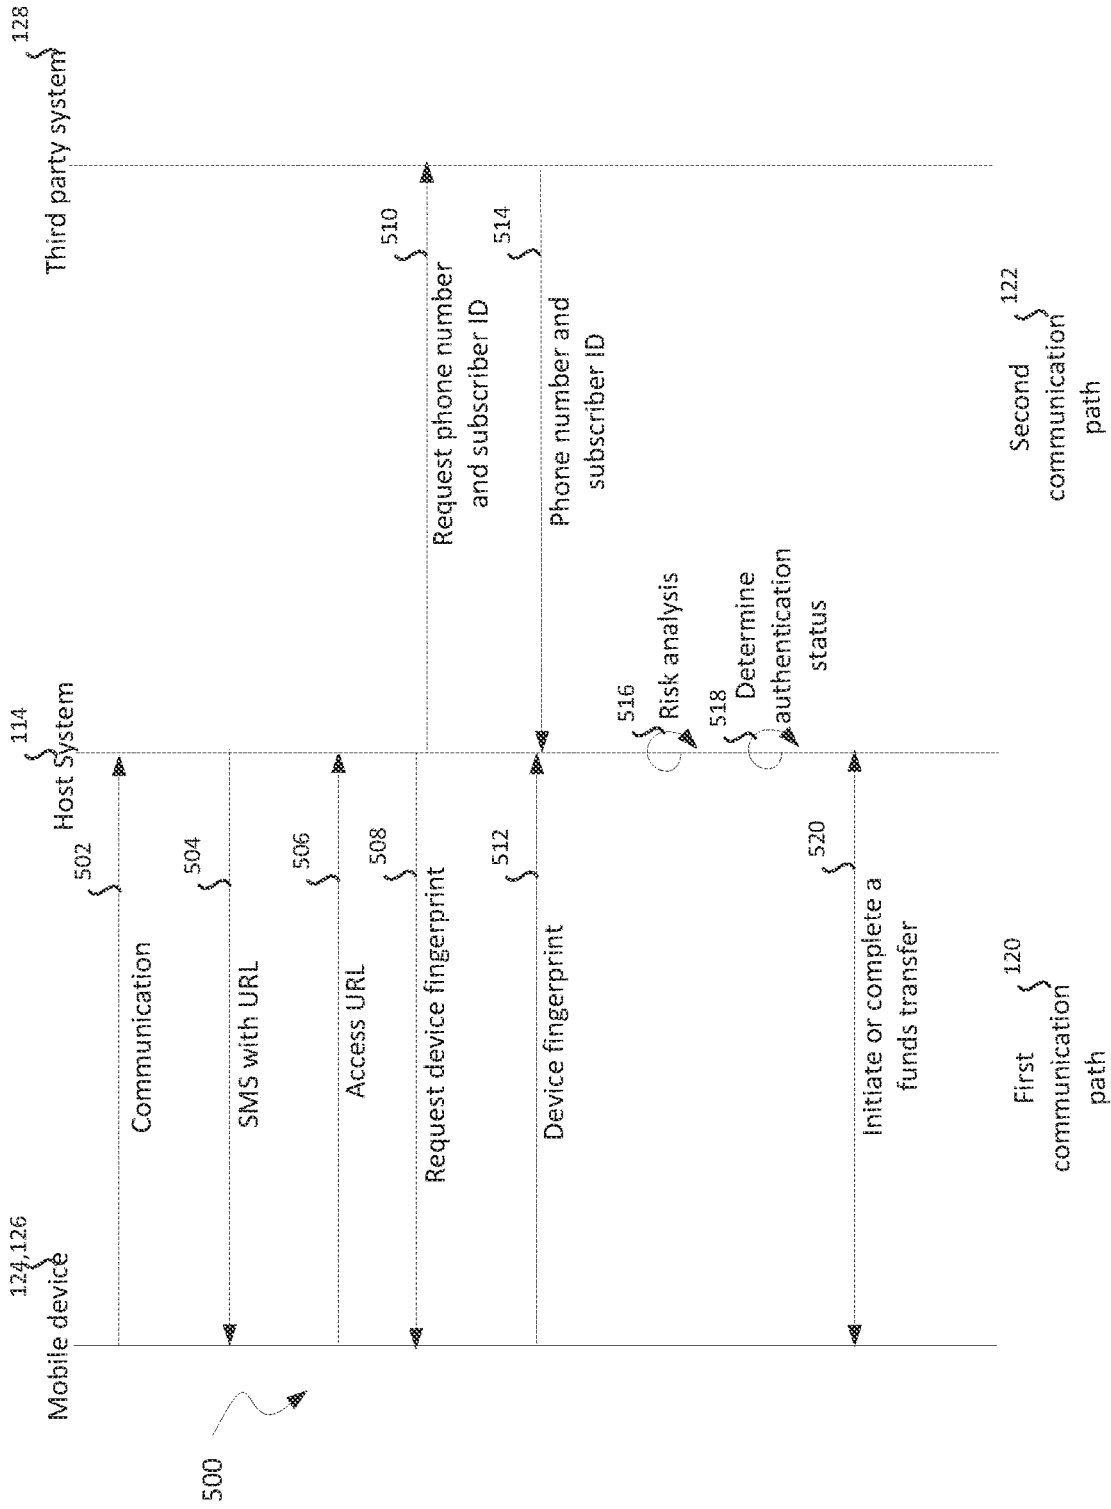 500
124,126
Mobile device
114
Host System
128
Third party system
502
Communication
504
SMS with URL
506
Access URL
508
Request device fingerprint
510
Request phone number
and subscriber ID
512
Device fingerprint
514
Phone number and
subscriber ID
516
Risk analysis
518
Determine
authentication
status
520
Initiate or complete a
funds transfer
First
120
communication
path
Second
122
communication
path